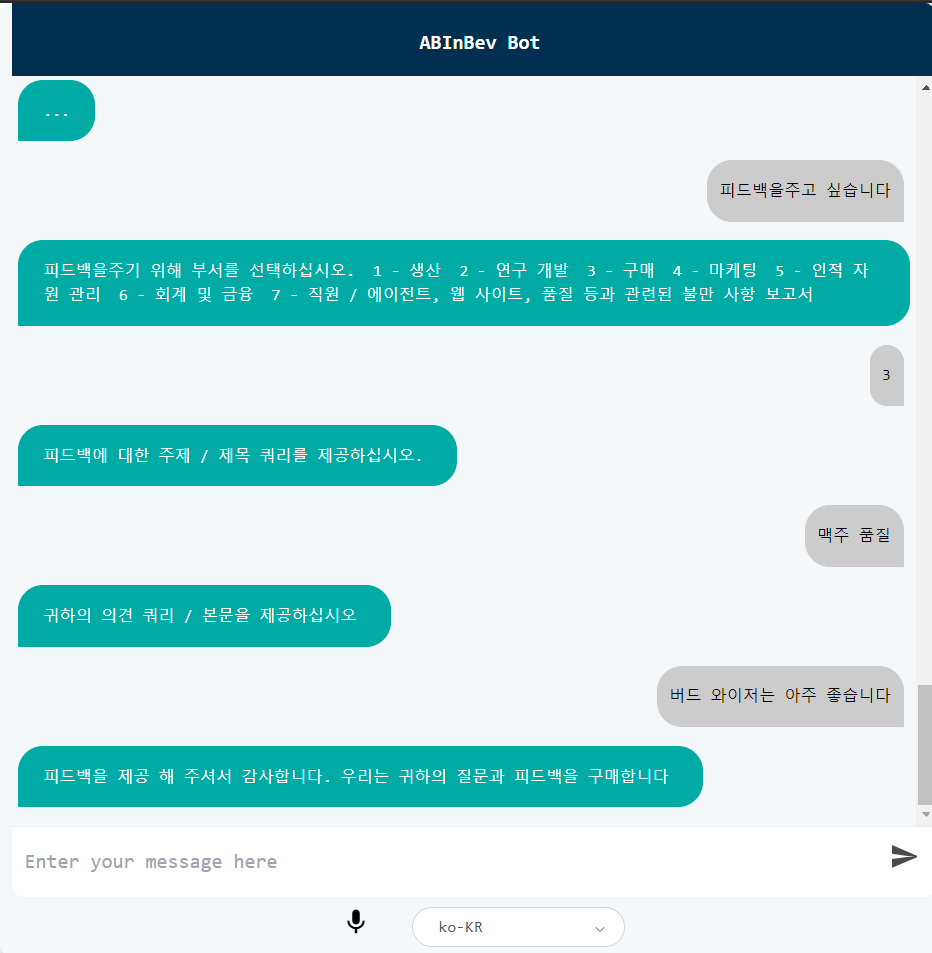 ABInBev Bot
...
피드백을주고 싶습니다
피드백을주기 위해 부서를 선택하십시오. 1 - 생산 2 - 연구 개발 3 - 구매 4 - 마케팅 5 - 인적 자
원 관리 6 - 회계 및 금융 7 - 직원 / 에이전트, 웹 사이트, 품질 등과 관련된 불만 사항 보고서
3
피드백에 대한 주제 / 제목 쿼리를 제공하십시오.
맥주 품질
귀하의 의견 쿼리 / 본문을 제공하십시오
버드 와이저는 아주 좋습니다
피드백을 제공 해 주셔서 감사합니다. 우리는 귀하의 질문과 피드백을 구매합니다
Enter your message here
ko-KR